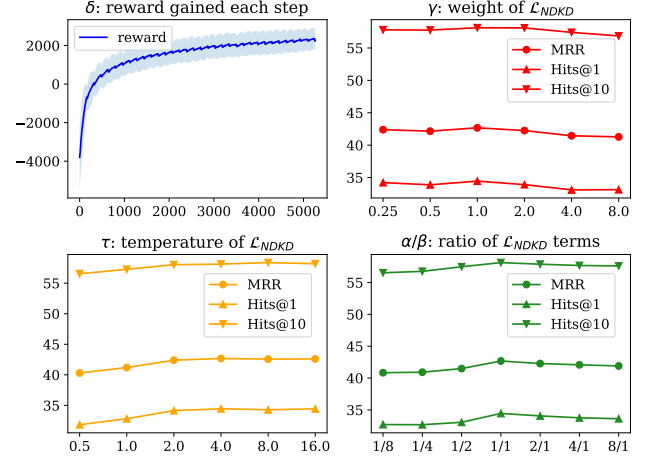 δ: reward gained each step
reward
2000
0
−2000
−4000
0 1000 2000 3000 4000 5000
γ: weight of ℒNDKD
MRR
Hits@1
Hits@10
55
50
45
40
35
0.25 0.5 1.0 2.0 4.0 8.0
τ: temperature of ℒNDKD
MRR
Hits@1
Hits@10
55
50
45
40
35
0.5 1.0 2.0 4.0 8.0 16.0
α/β: ratio of ℒNDKD terms
MRR
Hits@1
Hits@10
55
50
45
40
35
1/8 1/4 1/2 1/1 2/1 4/1 8/1